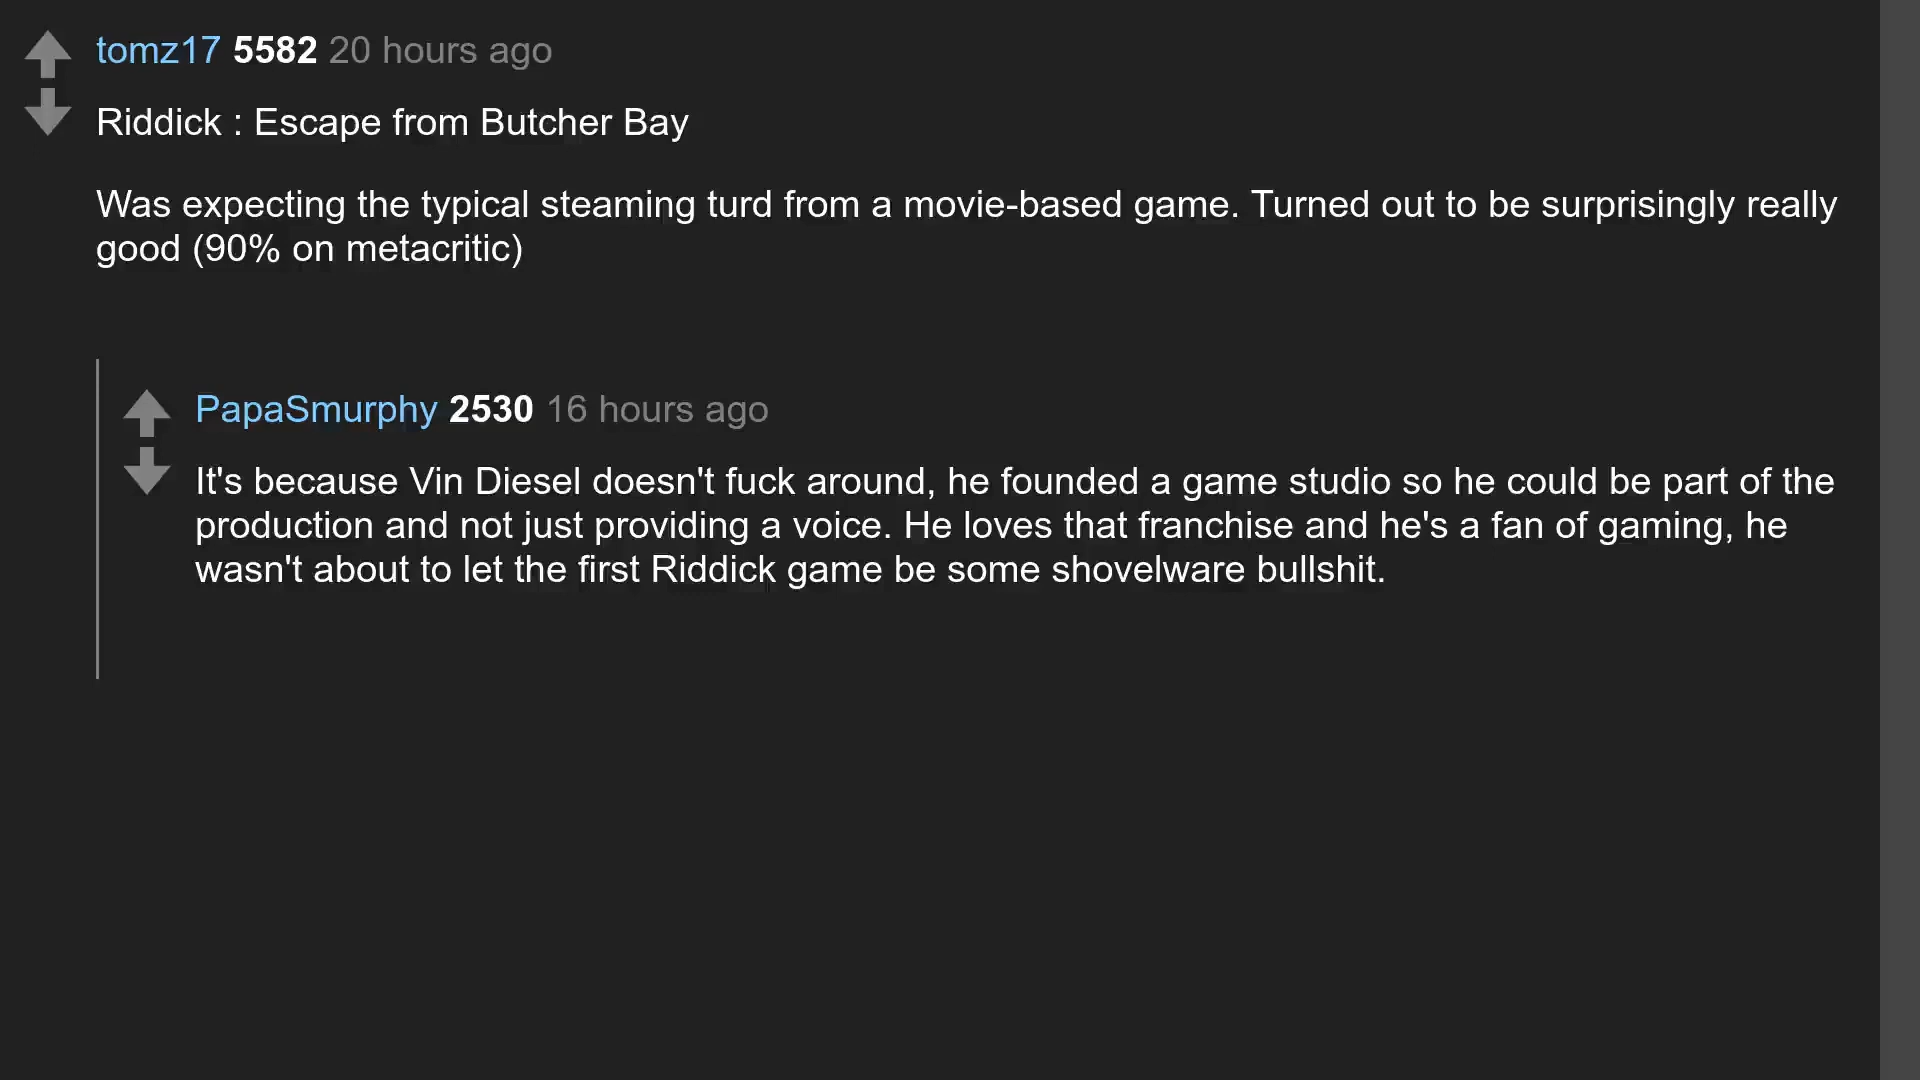 tomz17 5582 20 hours ago
Riddick : Escape from Butcher Bay
Was expecting the typical steaming turd from a movie-based game. Turned out to be surprisingly really
good (90% on metacritic)
PapaSmurphy 2530 16 hours ago
It's because Vin Diesel doesn't fuck around, he founded a game studio so he could be part of the
production and not just providing a voice. He loves that franchise and he's a fan of gaming, he
wasn't about to let the first Riddick game be some shovelware bullshit.